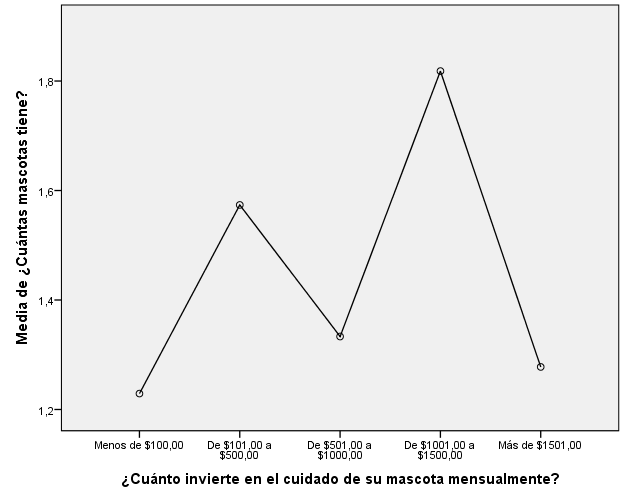 Media de ¿Cuántas mascotas tiene?
1,8
1,6
1,4
1,2
Menos de $100,00
De $101,00 a
$500,00
De $501,00 a
$1000,00
De $1001,00 a
$1500,00
Más de $1501,00
¿Cuánto invierte en el cuidado de su mascota mensualmente?